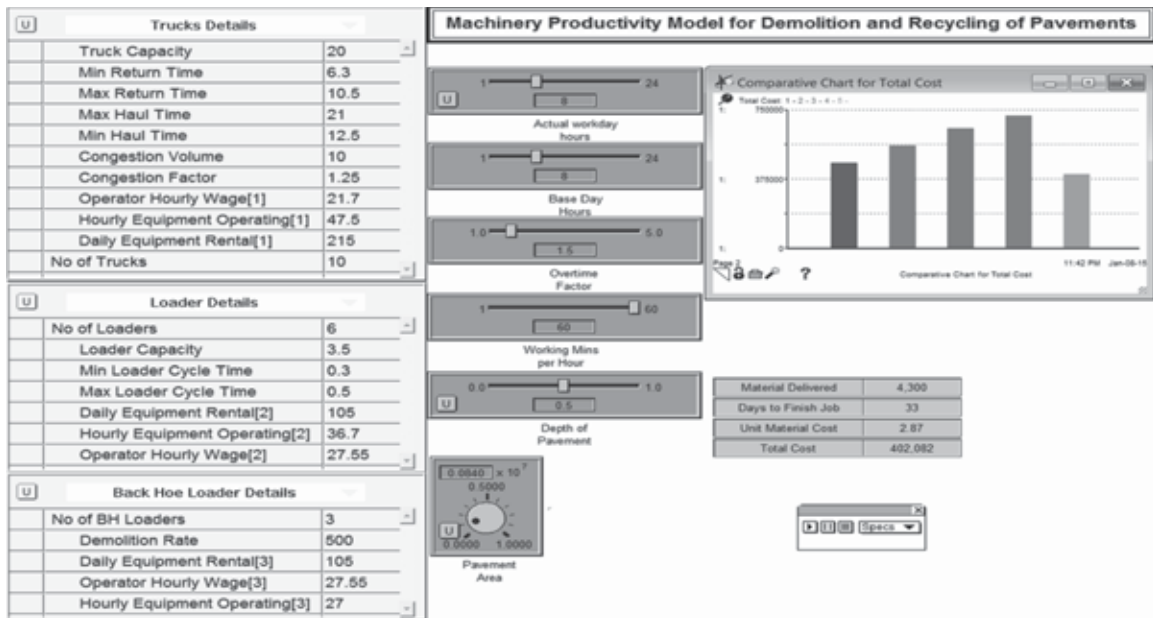 Machinery Productivity Model for Demolition and Recycling of Pavements
U
Trucks Details
Truck Capacity 20
Min Return Time 6.3
Max Return Time 10.5
Max Haul Time 21
Min Haul Time 12.5
Congestion Volume 10
Congestion Factor 1.25
Operator Hourly Wage[1] 21.7
Hourly Equipment Operating[1] 47.5
Daily Equipment Rental[1] 215
No of Trucks 10
U
Loader Details
No of Loaders 6
Loader Capacity 3.5
Min Loader Cycle Time 0.3
Max Loader Cycle Time 0.5
Daily Equipment Rental[2] 105
Hourly Equipment Operating[2] 36.7
Operator Hourly Wage[2] 27.55
U
Back Hoe Loader Details
No of BH Loaders 3
Demolition Rate 500
Daily Equipment Rental[3] 105
Operator Hourly Wage[3] 27.55
Hourly Equipment Operating[3] 27
1 24
U 8
Actual workday
hours
1 24
8
Base Day
Hours
1.0 5.0
1.5
Overtime
Factor
1 60
60
Working Mins
per Hour
0.0 1.0
U 0.5
Depth of
Pavement
0.0840 x 10 7
0.5000
U
0.0000 1.0000
Pavement
Area
Comparative Chart for Total Cost
Total Cost: 1 - 2 - 3 - 4 - 5 -
1: 750000
1: 375000
1: 0
Page 2
11:42 PM Jan-08-15
?
Comparative Chart for Total Cost
Material Delivered 4,300
Days to Finish Job 33
Unit Material Cost 2.87
Total Cost 402,082
Specs